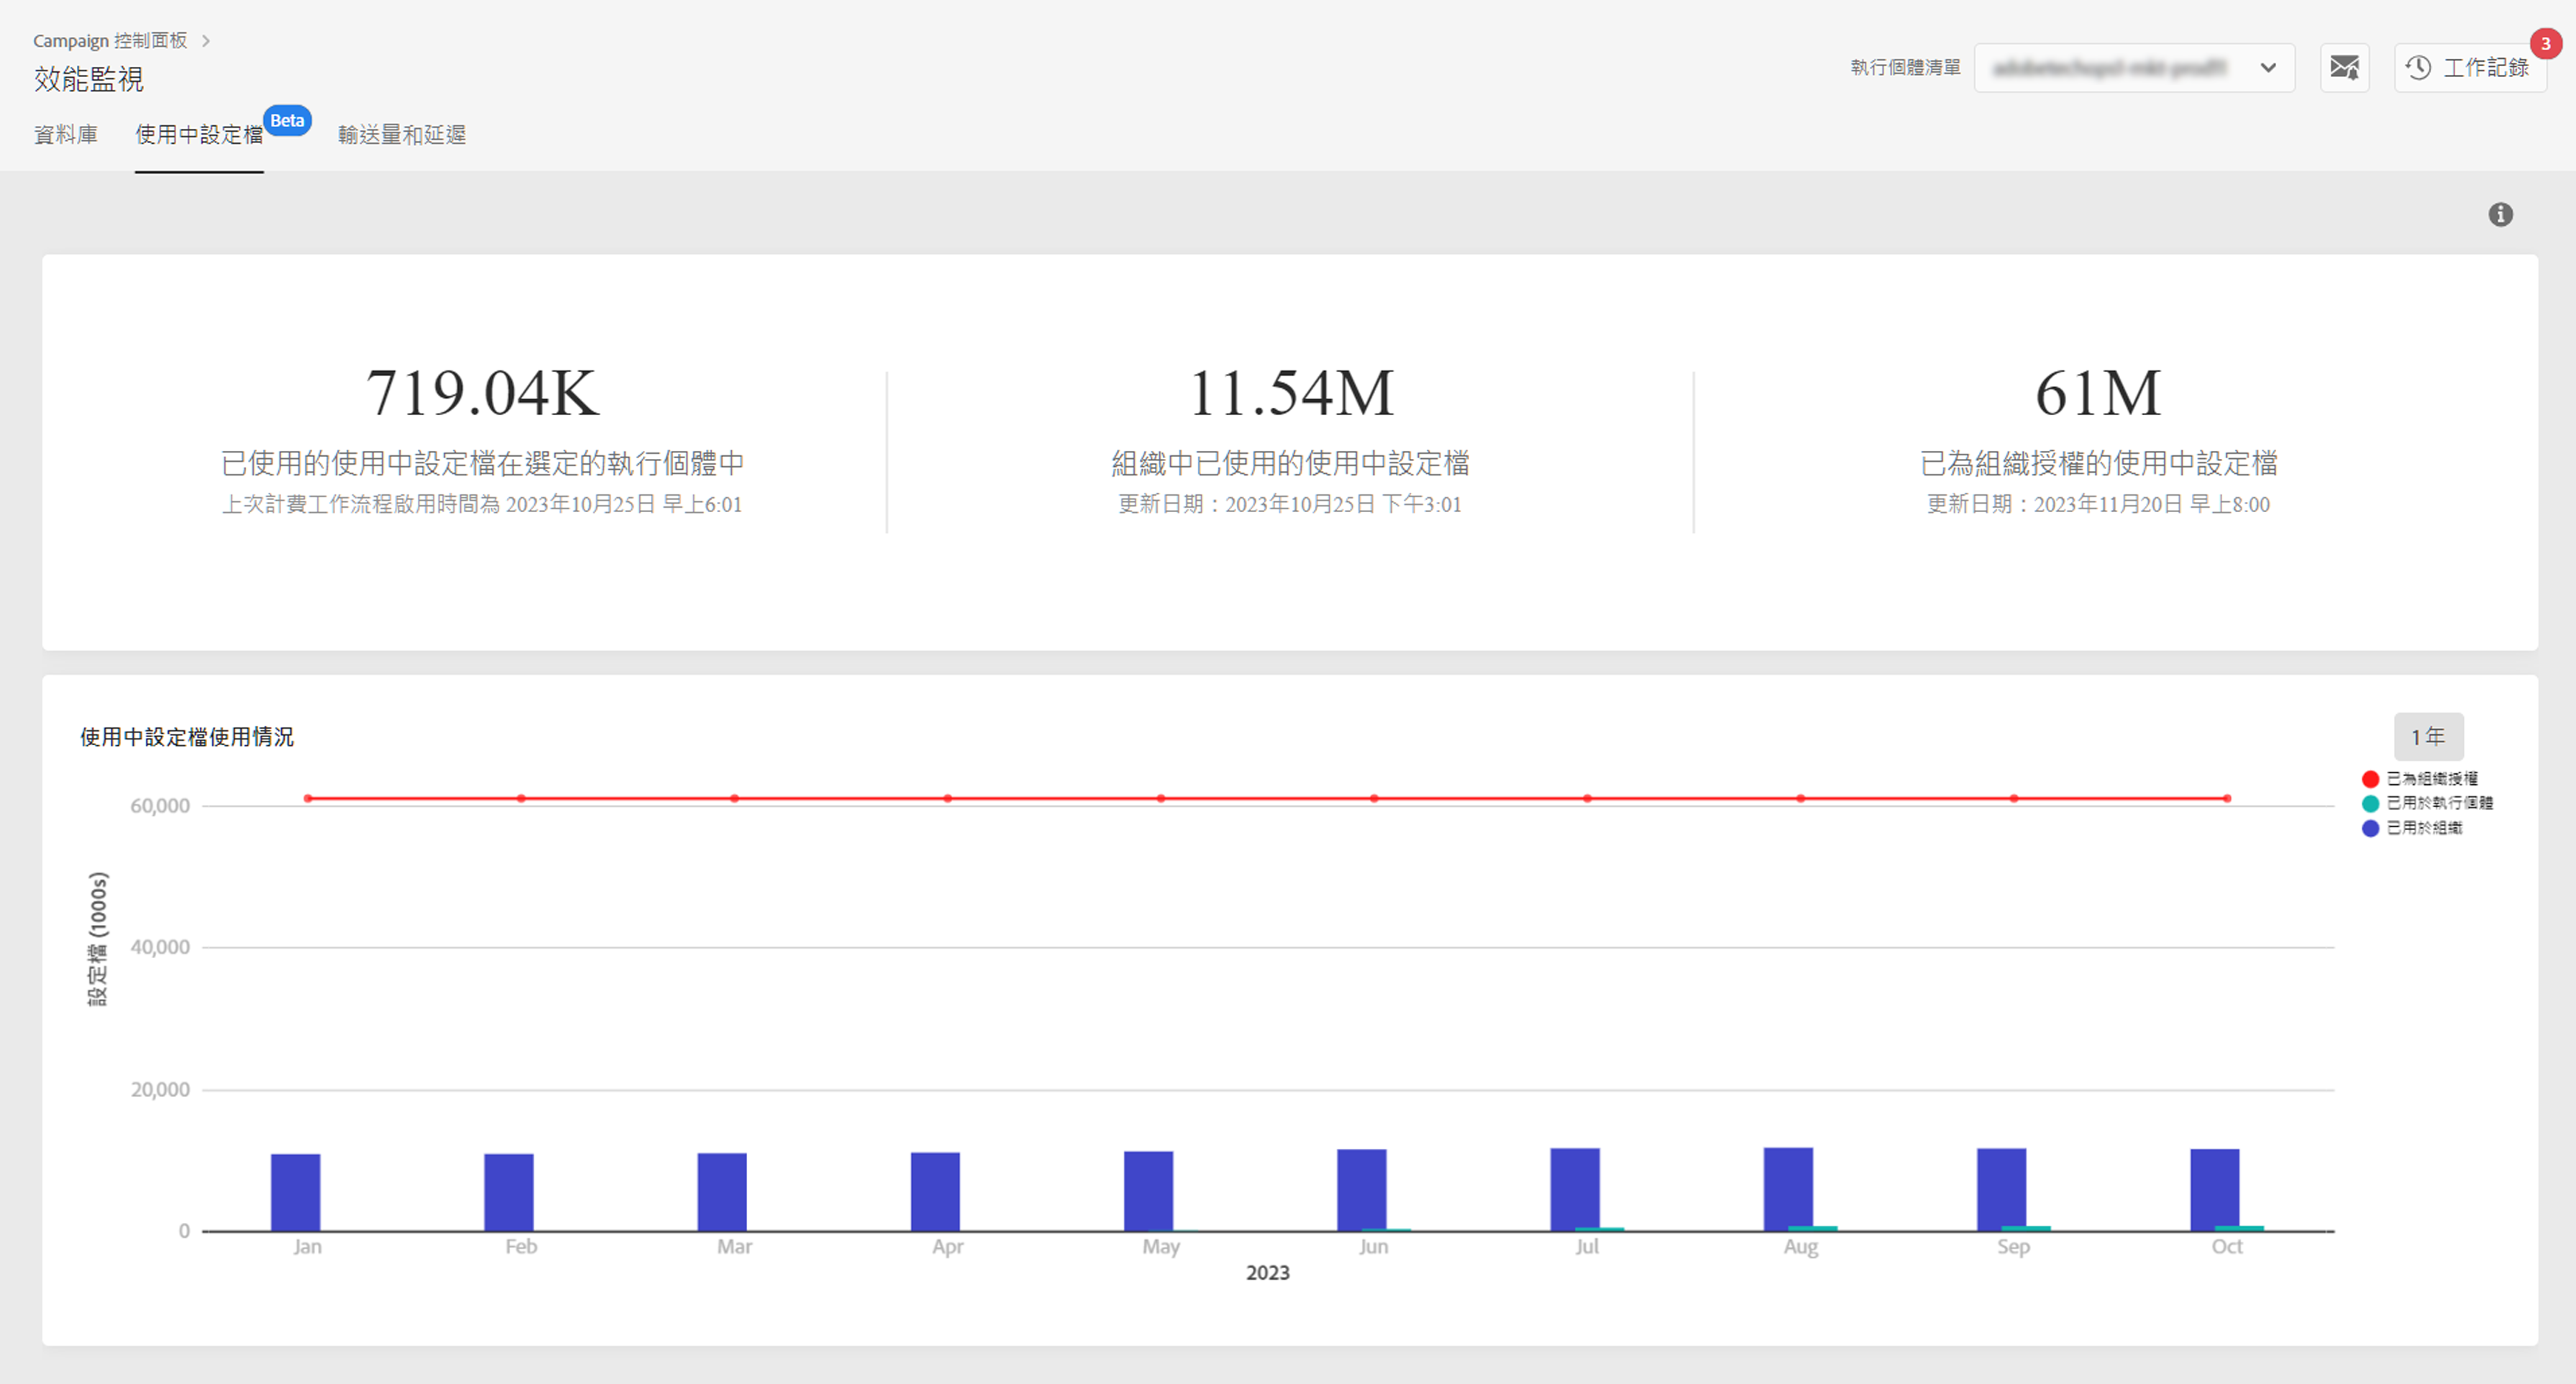 Campaign 控制面板
效能監視
執行個體清單
工作記錄
3
資料庫
使用中設定檔
Beta
輸送量和延遲
719.04K
已使用的使用中設定檔在選定的執行個體中
上次計費工作流程啟用時間為 2023年10月25日 早上6:01
11.54M
組織中已使用的使用中設定檔
更新日期：2023年10月25日 下午3:01
61M
已為組織授權的使用中設定檔
更新日期：2023年11月20日 早上8:00
使用中設定檔使用情況
1 年
已為組織授權
已用於執行個體
已用於組織
設定檔 (1000s)
60,000
40,000
20,000
0
Jan
Feb
Mar
Apr
May
Jun
Jul
Aug
Sep
Oct
2023